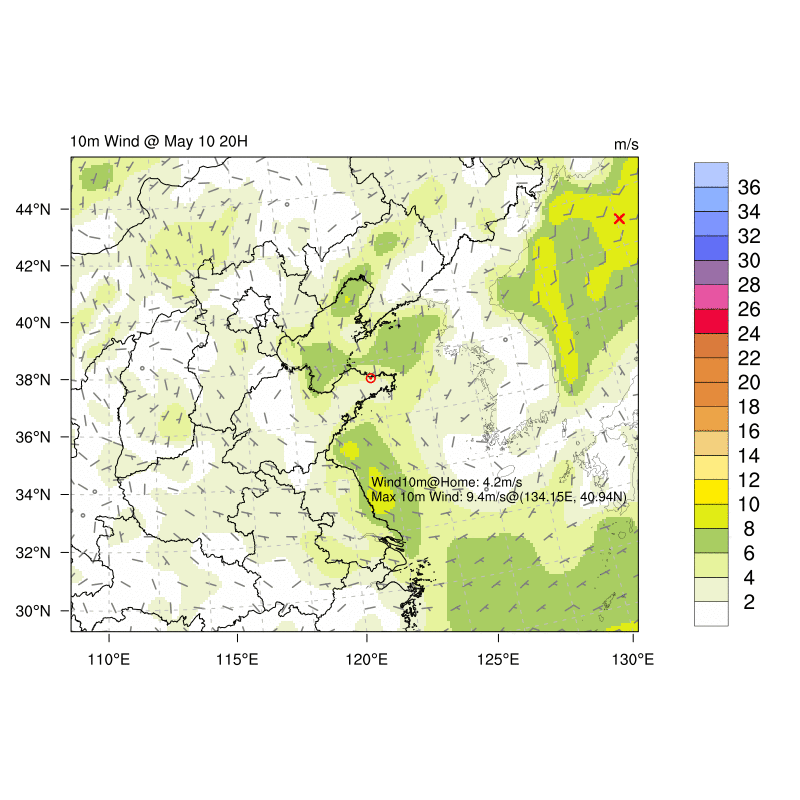 10m Wind @ May 10 20H
m/s
44°N
42°N
40°N
38°N
36°N
34°N
32°N
30°N
110°E
115°E
120°E
125°E
130°E
Wind10m@Home: 4.2m/s
Max 10m Wind: 9.4m/s@(134.15E, 40.94N)
36
34
32
30
28
26
24
22
20
18
16
14
12
10
8
6
4
2